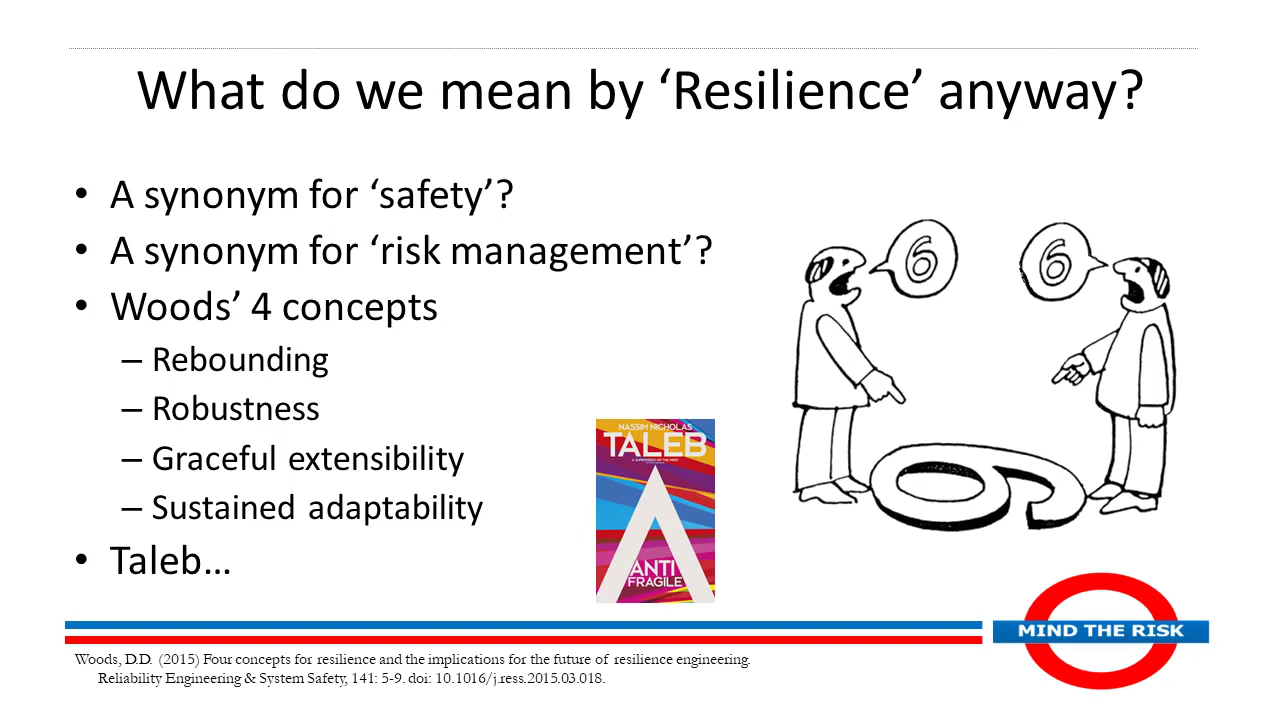 What do we mean by ‘Resilience’ anyway?
• A synonym for ‘safety’?
• A synonym for ‘risk management’?
• Woods’ 4 concepts
– Rebounding
– Robustness
– Graceful extensibility
– Sustained adaptability
• Taleb…
6
6
6
NASSIM NICHOLAS
TALEB
ANTI
FRAGILE
MIND THE RISK
Woods, D.D. (2015) Four concepts for resilience and the implications for the future of resilience engineering.
Reliability Engineering & System Safety, 141: 5-9. doi: 10.1016/j.ress.2015.03.018.